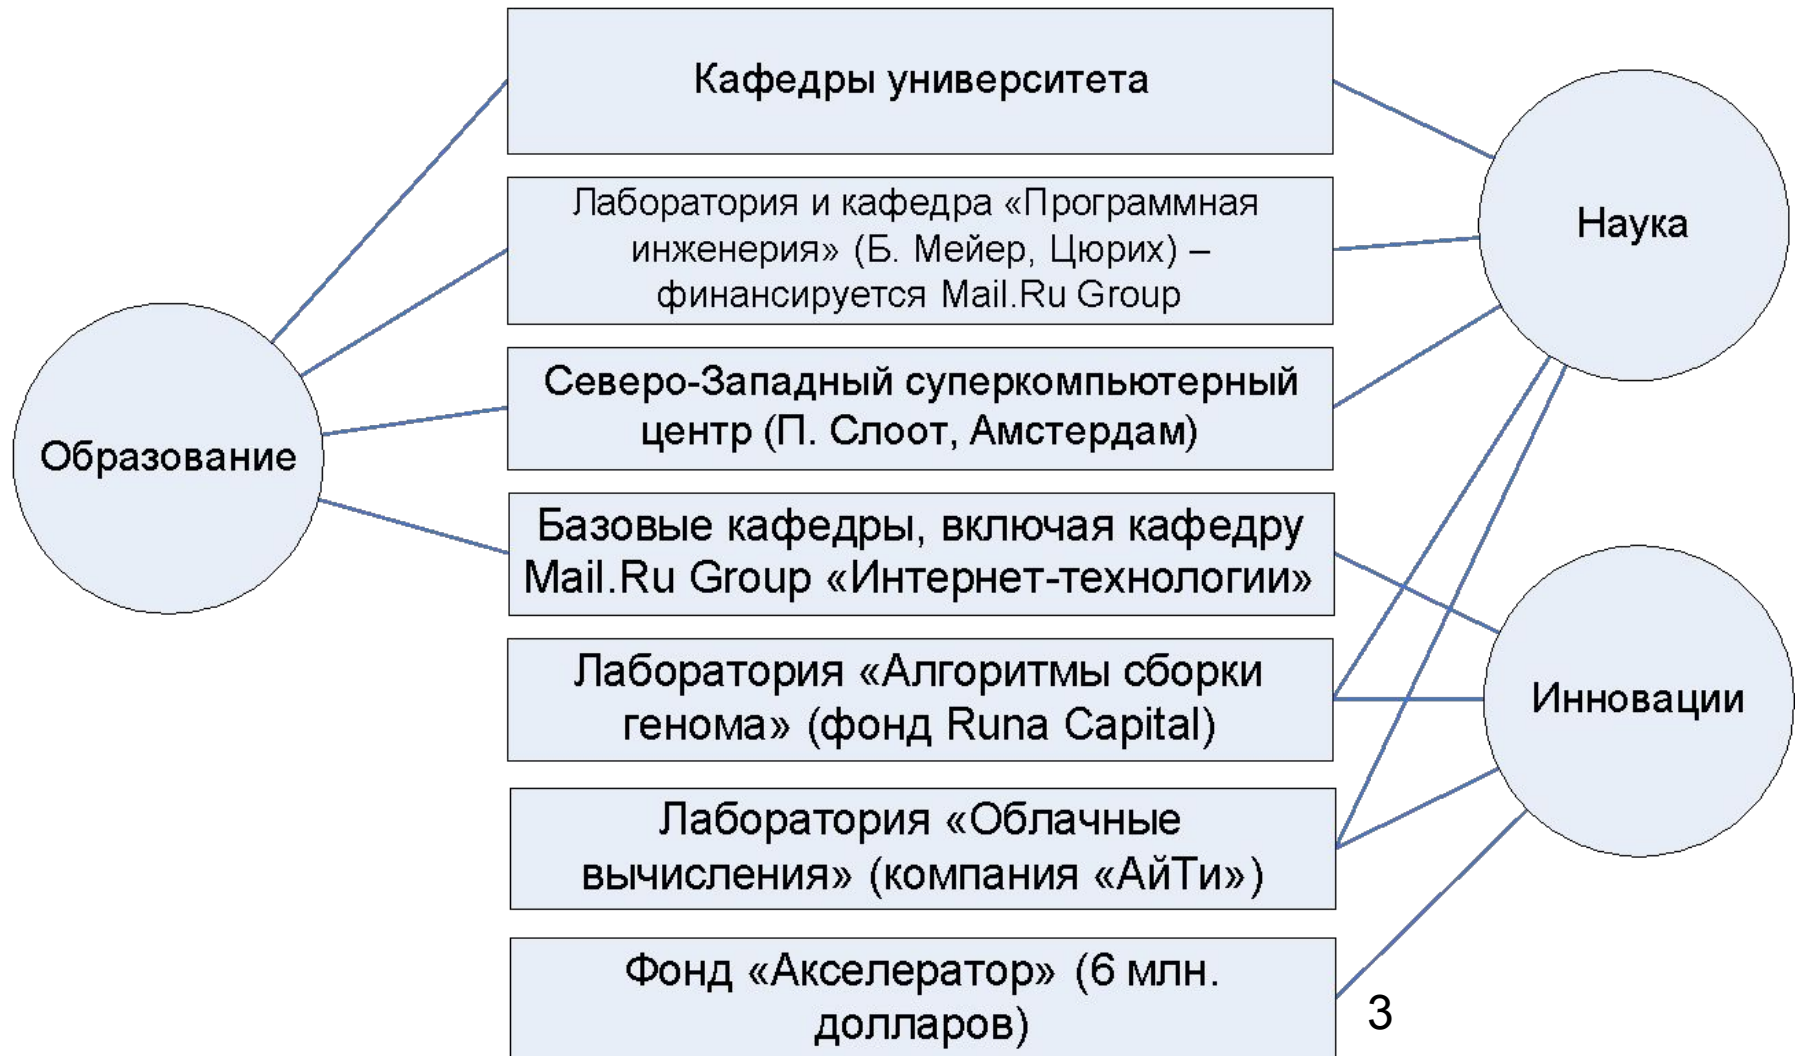 Кафедры университета
Лаборатория и кафедра «Программная
инженерия» (Б. Мейер, Цюрих) –
финансируется Mail.Ru Group
Наука
Северо-Западный суперкомпьютерный
центр (П. Слоот, Амстердам)
Образование
Базовые кафедры, включая кафедру
Mail.Ru Group «Интернет-технологии»
Лаборатория «Алгоритмы сборки
генома» (фонд Runa Capital)
Инновации
Лаборатория «Облачные
вычисления» (компания «АйТи»)
Фонд «Акселератор» (6 млн.
долларов)
3